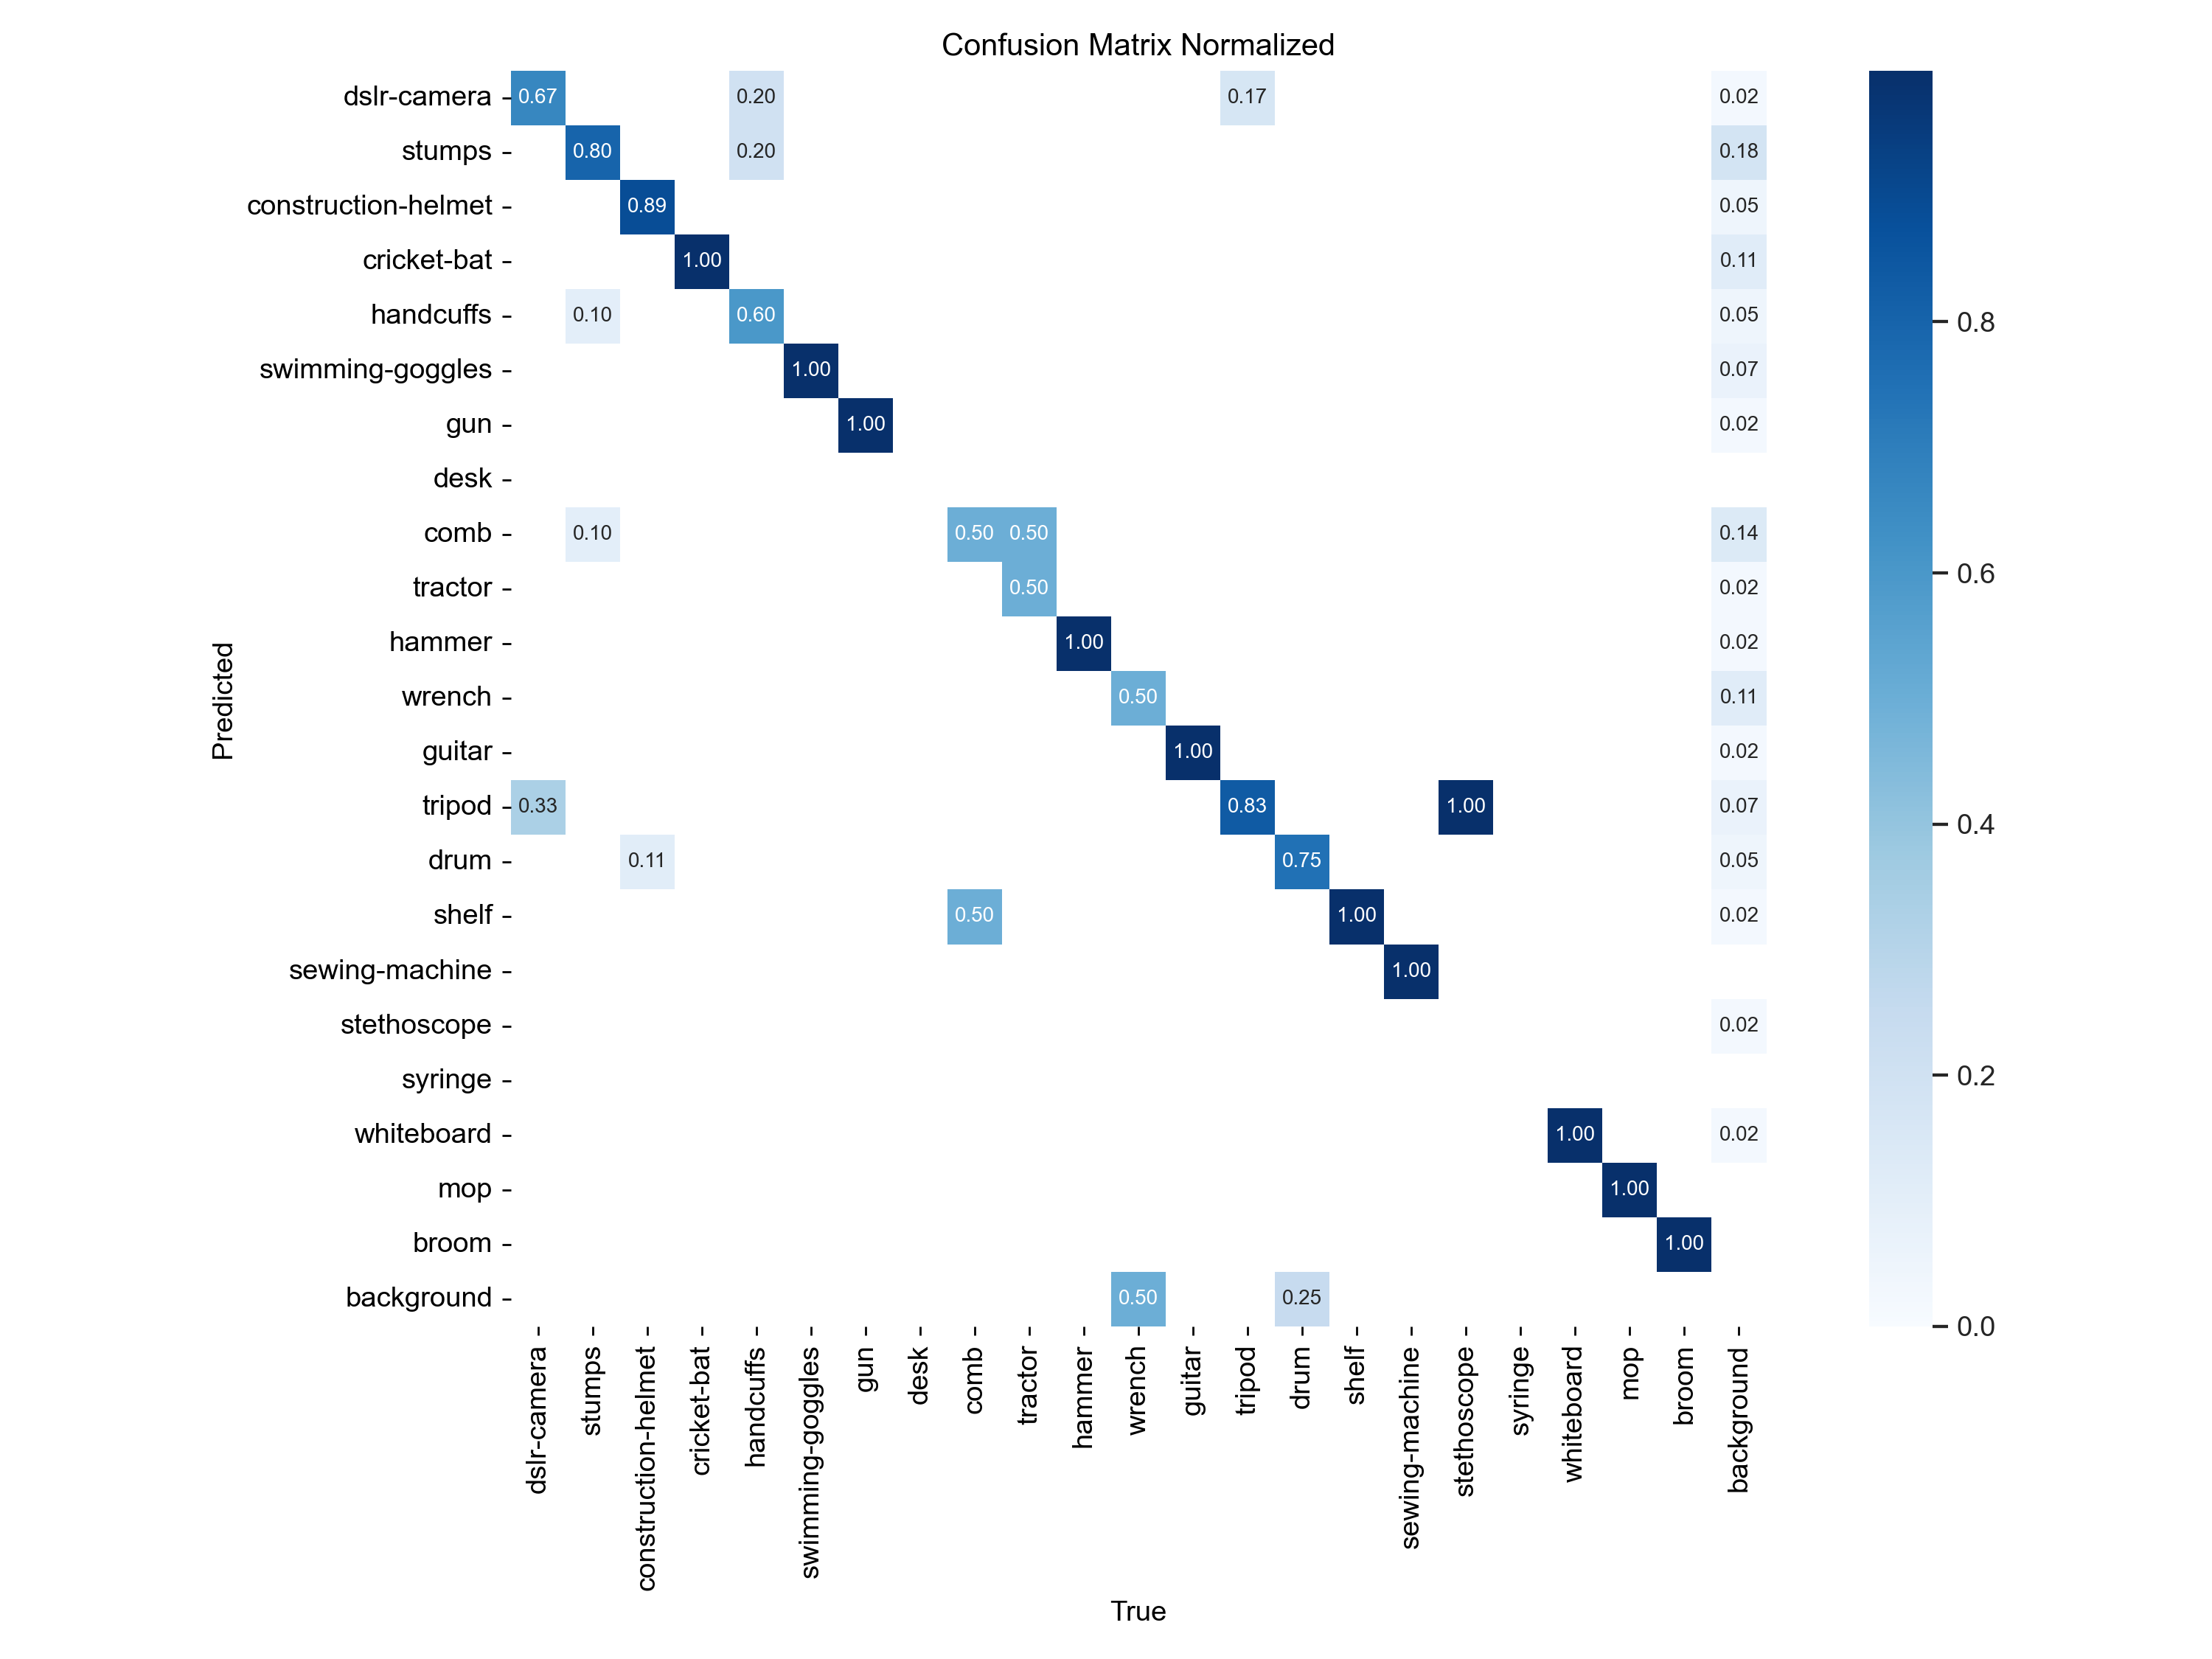 Confusion Matrix Normalized
dslr-camera 0.67 0.20 0.17 0.02
stumps 0.80 0.20 0.18
construction-helmet 0.89 0.05
cricket-bat 1.00 0.11
handcuffs 0.10 0.60 0.05
swimming-goggles 1.00 0.07
gun 1.00 0.02
desk
comb 0.10 0.50 0.50 0.14
tractor 0.50 0.02
hammer 1.00 0.02
wrench 0.50 0.11
guitar 1.00 0.02
tripod 0.33 0.83 1.00 0.07
drum 0.11 0.75 0.05
shelf 0.50 1.00 0.02
sewing-machine 1.00
stethoscope 0.02
syringe
whiteboard 1.00 0.02
mop 1.00
broom 1.00
background 0.50 0.25
Predicted
dslr-camera
stumps
construction-helmet
cricket-bat
handcuffs
swimming-goggles
gun
desk
comb
tractor
hammer
wrench
guitar
tripod
drum
shelf
sewing-machine
stethoscope
syringe
whiteboard
mop
broom
background
True
0.8
0.6
0.4
0.2
0.0